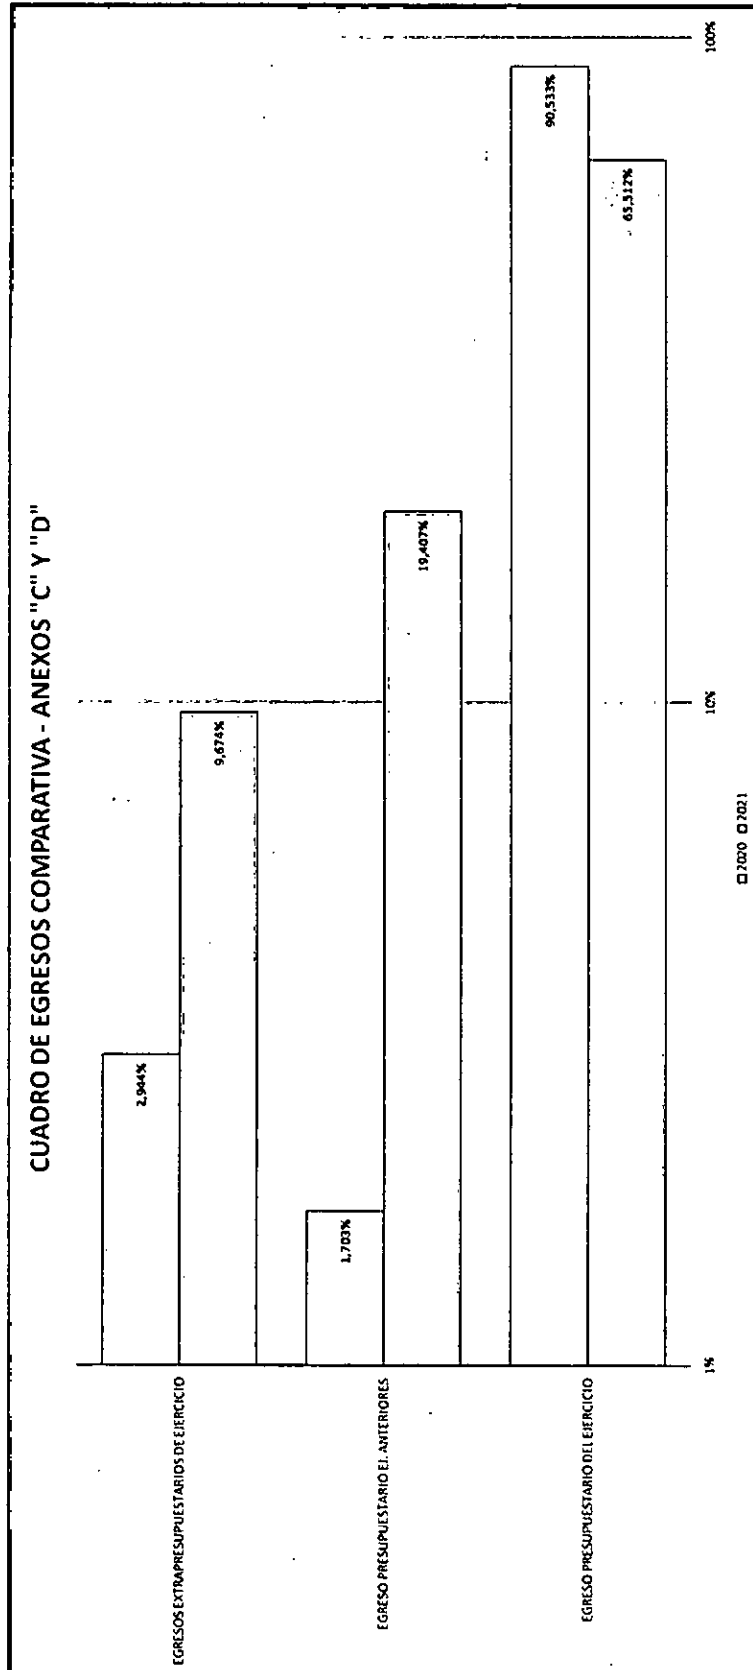 CUADRO DE EGRESOS COMPARATIVA - ANEXOS "C" Y "D"
EGRESOS EXTRAPRESUPUESTARIOS DE EJERCICIO
2,944%
9,674%
EGRESO PRESUPUESTARIO EJ. ANTERIORES
1,703%
19,407%
EGRESO PRESUPUESTARIO DEL EJERCICIO
90,533%
65,512%
1%
10%
100%
2020 2021